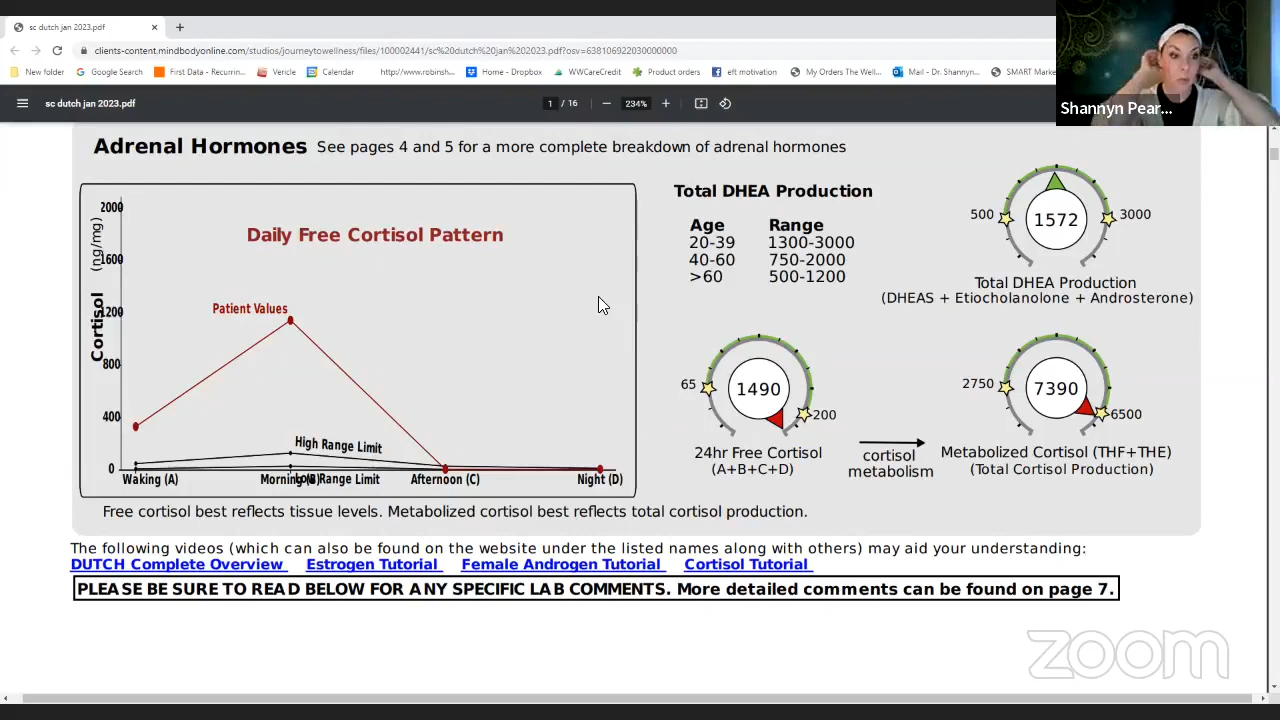 sc dutch jan 2023.pdf
clients-content.mindbodyonline.com/studios/journeytowellness/files/100002441/sc%20dutch%20jan%202023.pdf?osv=638106922030000000
New folder Google Search First Data - Recurrin... Vericle Calendar http://www.robinsh... Home - Dropbox WWCareCredit Product orders eft motivation My Orders The Well... Mail - Dr. Shannyn... SMART Marke
sc dutch jan 2023.pdf 1 / 16 234%
Shannyn Pear...
Adrenal Hormones See pages 4 and 5 for a more complete breakdown of adrenal hormones
Daily Free Cortisol Pattern
Cortisol (ng/mg)
2000
1600
1200
800
400
0
Patient Values
High Range Limit
Low Range Limit
Waking (A) Morning (B) Afternoon (C) Night (D)
Total DHEA Production
Age Range
20-39 1300-3000
40-60 750-2000
>60 500-1200
500 1572 3000
Total DHEA Production
(DHEAS + Etiocholanolone + Androsterone)
65 1490 200
24hr Free Cortisol
(A+B+C+D)
cortisol
metabolism
2750 7390 6500
Metabolized Cortisol (THF+THE)
(Total Cortisol Production)
Free cortisol best reflects tissue levels. Metabolized cortisol best reflects total cortisol production.
The following videos (which can also be found on the website under the listed names along with others) may aid your understanding:
DUTCH Complete Overview Estrogen Tutorial Female Androgen Tutorial Cortisol Tutorial
PLEASE BE SURE TO READ BELOW FOR ANY SPECIFIC LAB COMMENTS. More detailed comments can be found on page 7.
zoom